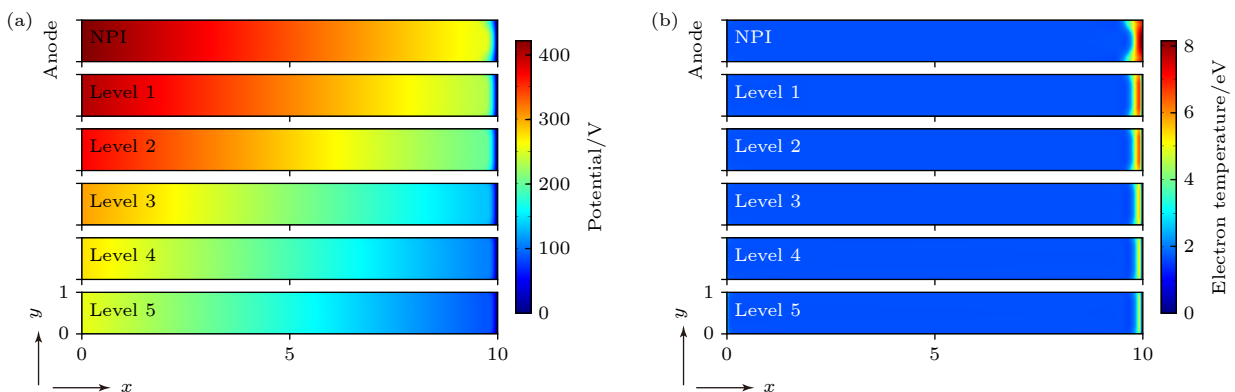 (a)
Anode
NPI
Level 1
Level 2
Level 3
Level 4
Level 5
1
0
y
0
5
10
x
400
300
200
100
0
Potential/V
(b)
Anode
NPI
Level 1
Level 2
Level 3
Level 4
Level 5
1
0
y
0
5
10
x
8
6
4
2
0
Electron temperature/eV